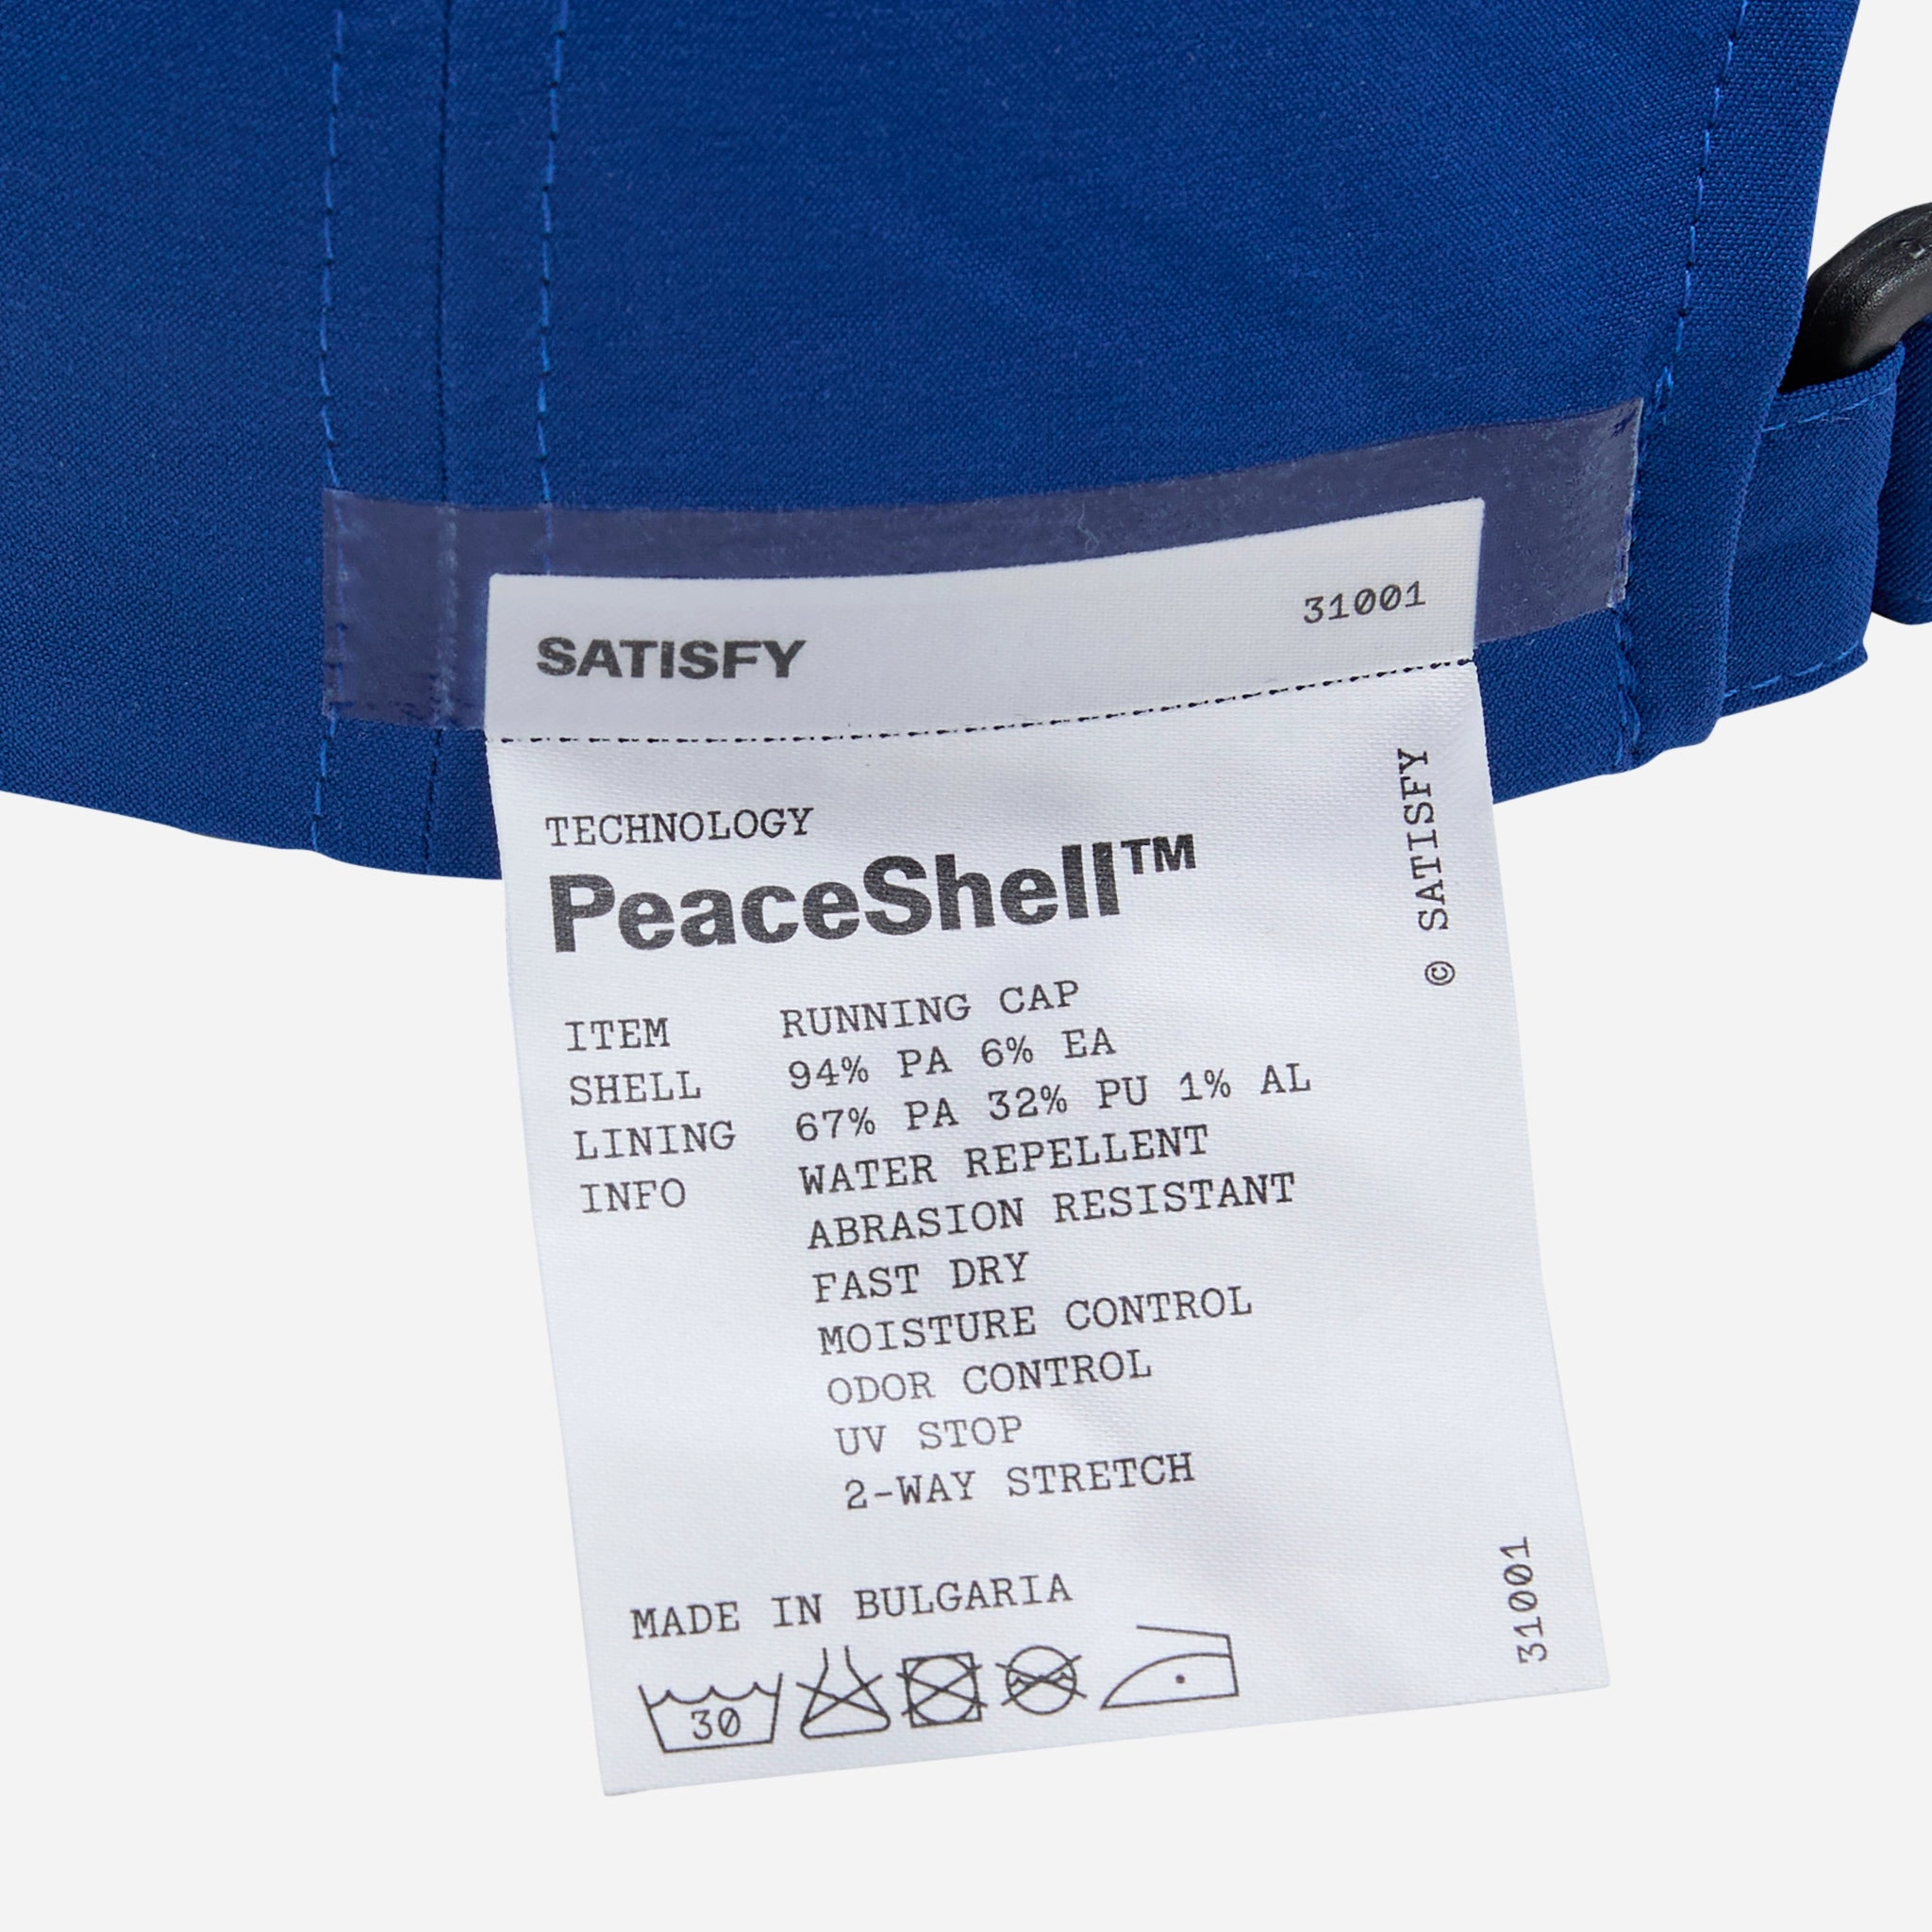 SATISFY
31001
TECHNOLOGY
PeaceShell™
ITEM RUNNING CAP
SHELL 94% PA 6% EA
LINING 67% PA 32% PU 1% AL
INFO WATER REPELLENT
ABRASION RESISTANT
FAST DRY
MOISTURE CONTROL
ODOR CONTROL
UV STOP
2-WAY STRETCH
MADE IN BULGARIA
30
© SATISFY
31001